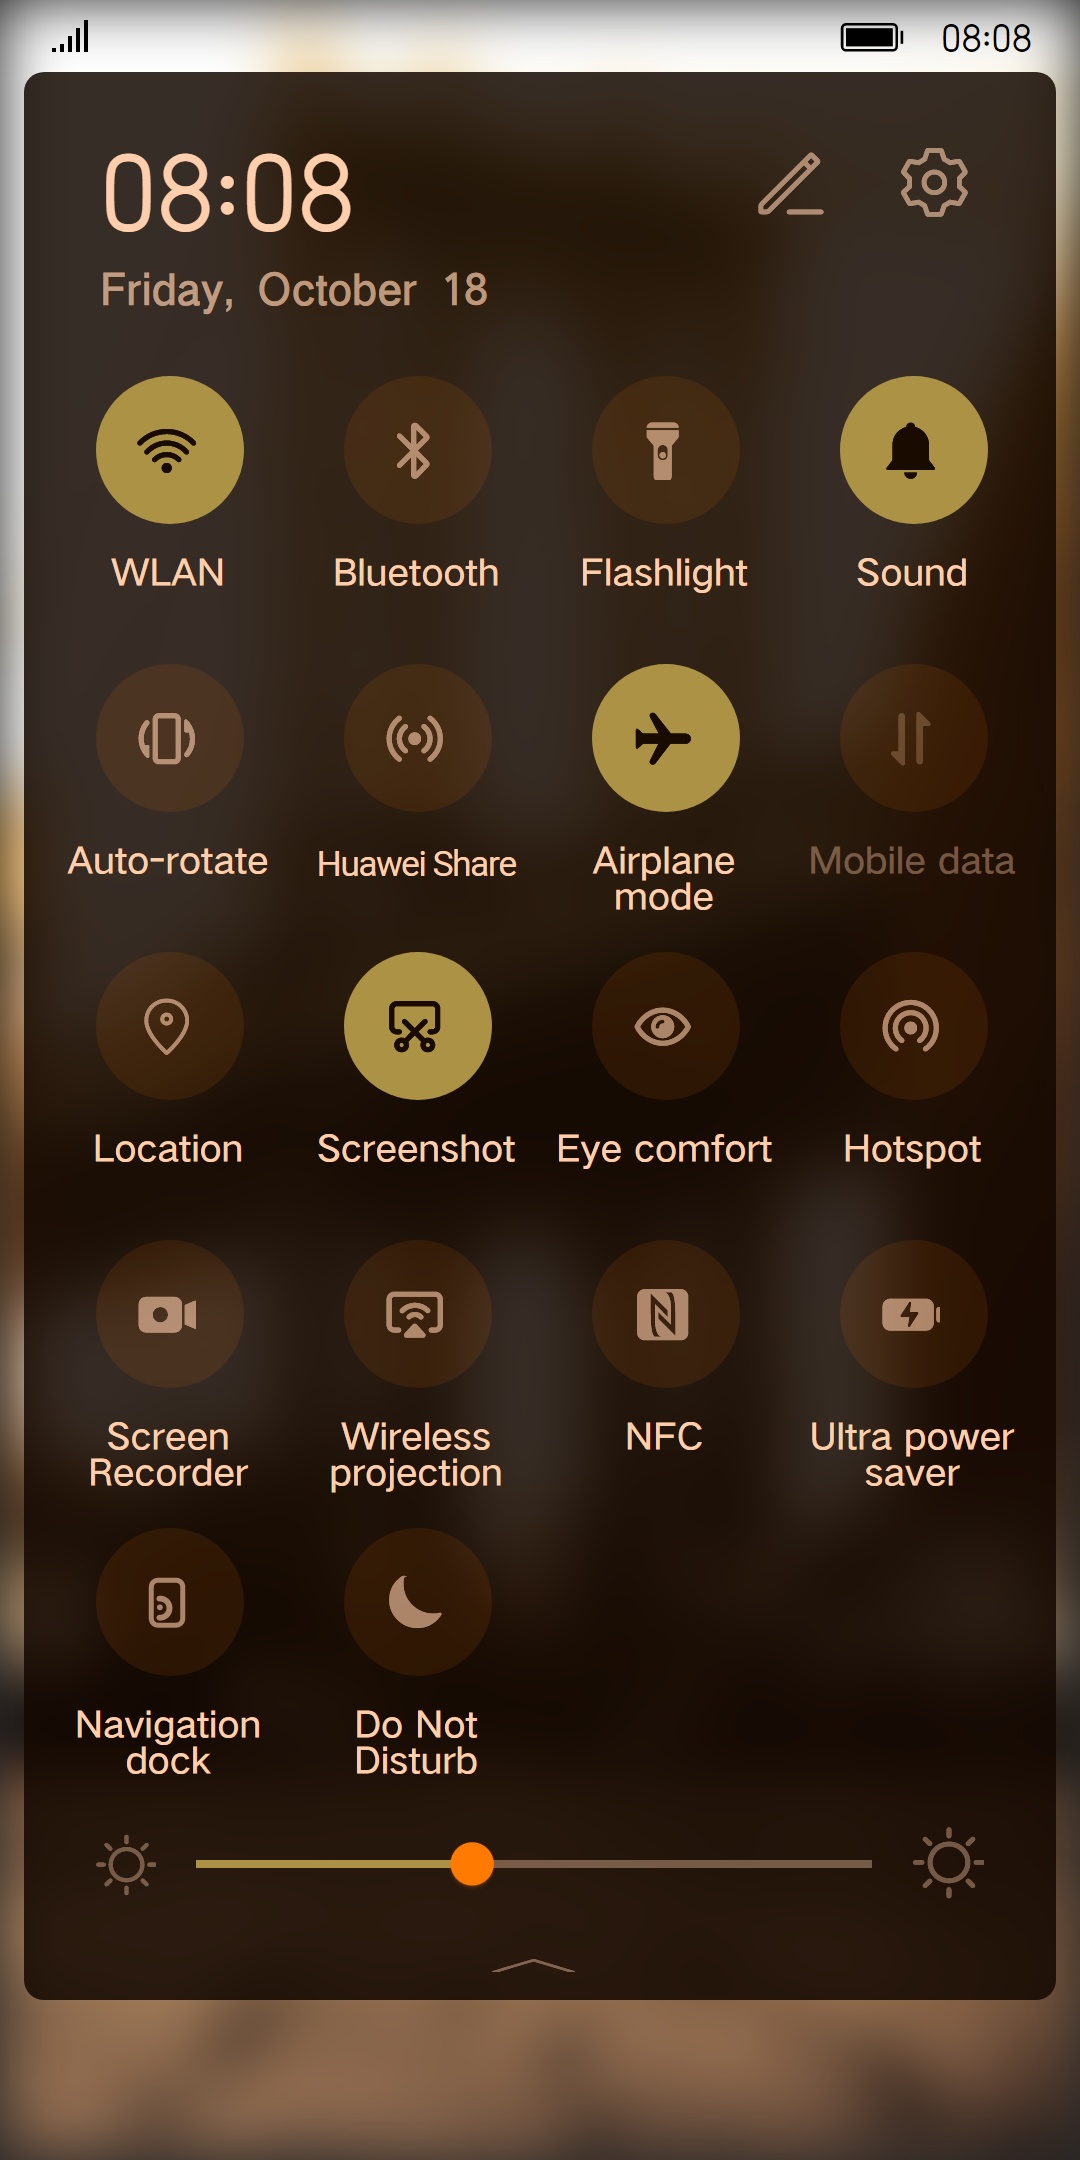 08:08
08:08
Friday, October 18
WLAN
Bluetooth
Flashlight
Sound
Auto-rotate
Huawei Share
Airplane
mode
Mobile data
Location
Screenshot
Eye comfort
Hotspot
Screen
Recorder
Wireless
projection
NFC
Ultra power
saver
Navigation
dock
Do Not
Disturb